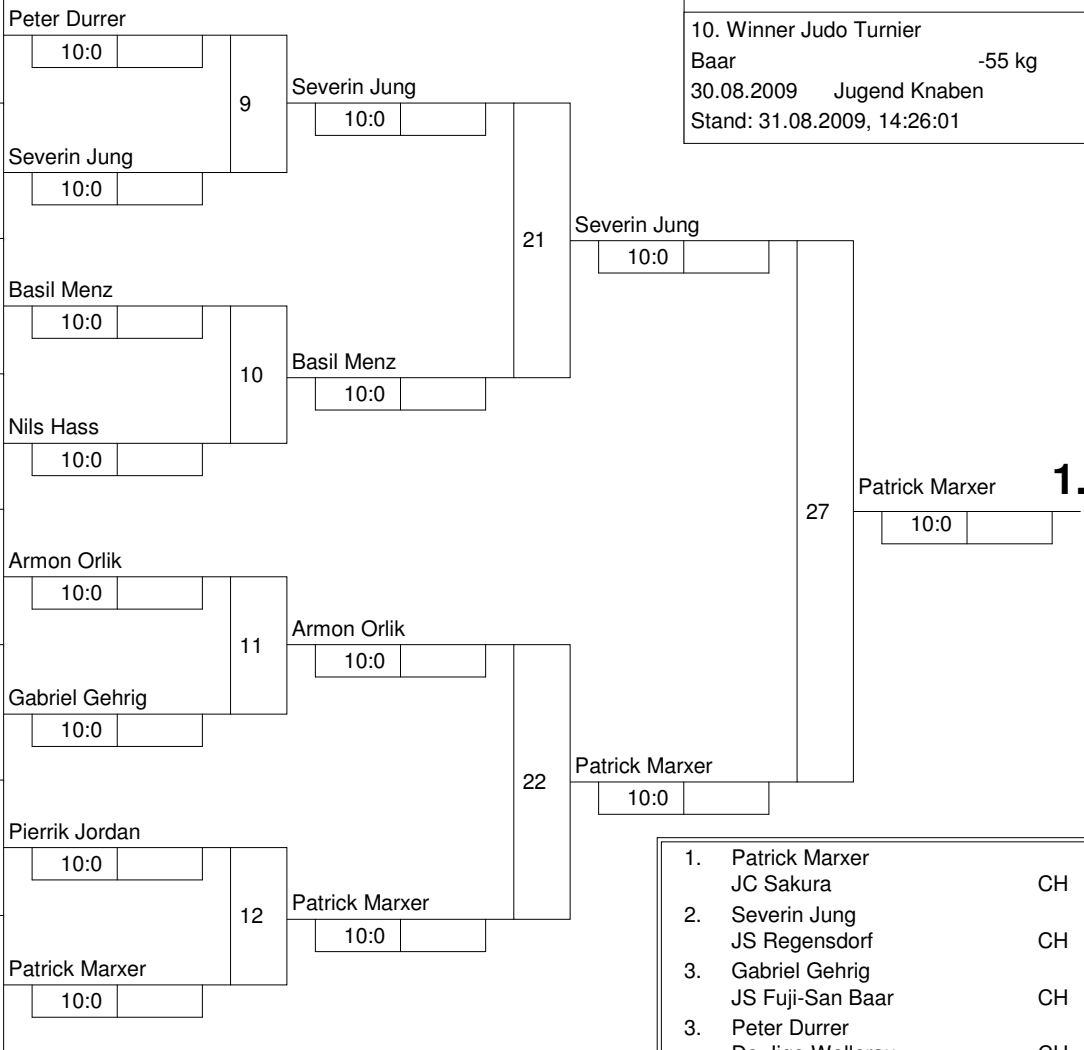 Peter Durrer
10:0
9
Severin Jung
10:0
Severin Jung
10:0
10. Winner Judo Turnier
Baar -55 kg
30.08.2009 Jugend Knaben
Stand: 31.08.2009, 14:26:01
21
Severin Jung
10:0
Basil Menz
10:0
10
Basil Menz
10:0
Nils Hass
10:0
27
Patrick Marxer 1.
10:0
Armon Orlik
10:0
11
Armon Orlik
10:0
Gabriel Gehrig
10:0
22
Patrick Marxer
10:0
Pierrik Jordan
10:0
12
Patrick Marxer
10:0
Patrick Marxer
10:0
1. Patrick Marxer
JC Sakura CH
2. Severin Jung
JS Regensdorf CH
3. Gabriel Gehrig
JS Fuji-San Baar CH
3. Peter Durrer
CH